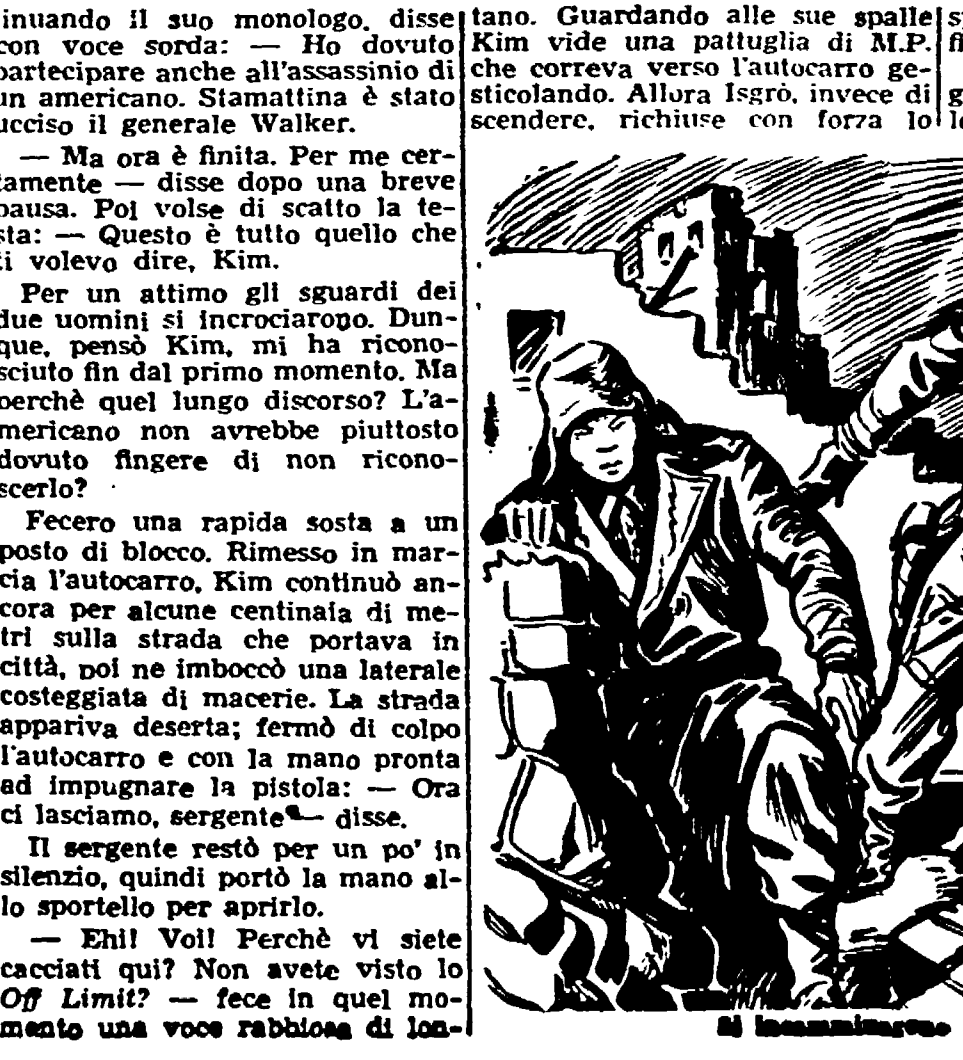 inuando il suo monologo, disse
con voce sorda: — Ho dovuto
partecipare anche all'assassinio di
un americano. Stamattina è stato
ucciso il generale Walker.
— Ma ora è finita. Per me cer-
tamente — disse dopo una breve
pausa. Poi volse di scatto la te-
sta: — Questo è tutto quello che
ti volevo dire, Kim.
Per un attimo gli sguardi dei
due uomini si incrociarono. Dun-
que, pensò Kim, mi ha ricono-
sciuto fin dal primo momento. Ma
perchè quel lungo discorso? L'a-
mericano non avrebbe piuttosto
dovuto fingere di non ricono-
scerlo?
Fecero una rapida sosta a un
posto di blocco. Rimesso in mar-
cia l'autocarro, Kim continuò an-
cora per alcune centinaia di me-
tri sulla strada che portava in
città, poi ne imboccò una laterale
costeggiata di macerie. La strada
appariva deserta; fermò di colpo
l'autocarro e con la mano pronta
ad impugnare la pistola: — Ora
ci lasciamo, sergente — disse.
Il sergente restò per un po' in
silenzio, quindi portò la mano al-
lo sportello per aprirlo.
— Ehi! Voi! Perchè vi siete
cacciati qui? Non avete visto lo
Off Limit? — fece in quel mo-
mento una voce rabbiosa di lon-
tano. Guardando alle sue spalle
Kim vide una pattuglia di M.P.
che correva verso l'autocarro ge-
sticolando. Allora Isgrò, invece di
scendere, richiuse con forza lo
Si incamminarono